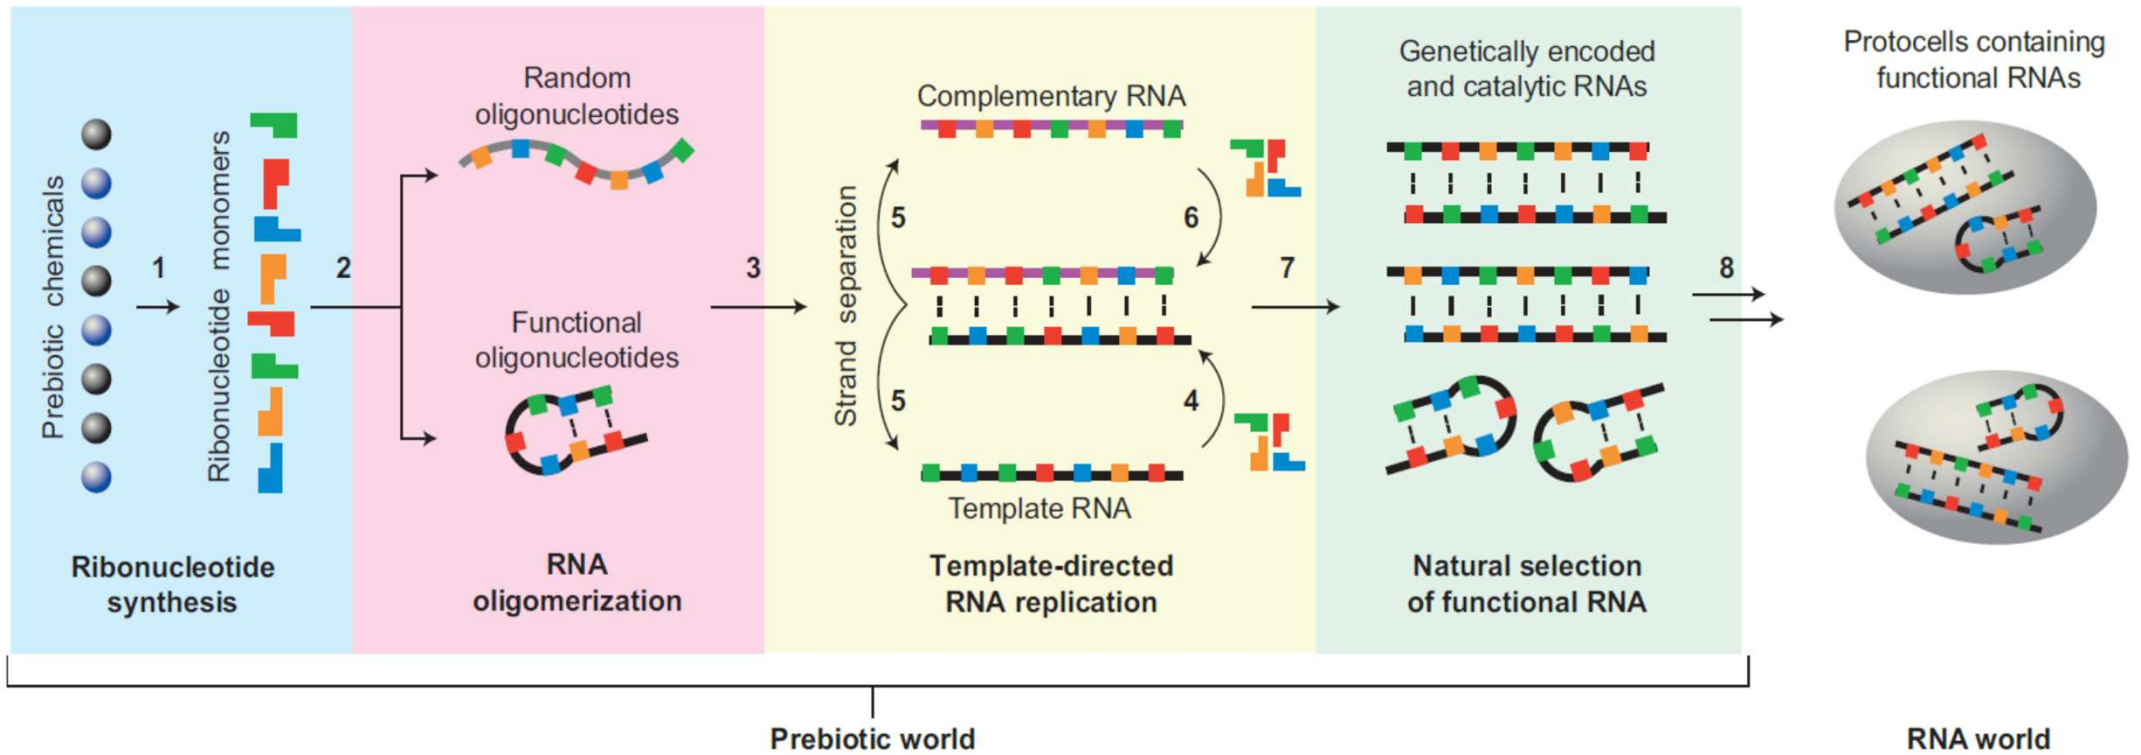 Prebiotic chemicals
1
Ribonucleotide monomers
2
Random
oligonucleotides
Functional
oligonucleotides
3
Complementary RNA
Strand separation
5
6
5
4
Template RNA
7
Genetically encoded
and catalytic RNAs
8
Protocells containing
functional RNAs
Ribonucleotide
synthesis
RNA
oligomerization
Template-directed
RNA replication
Natural selection
of functional RNA
Prebiotic world
RNA world